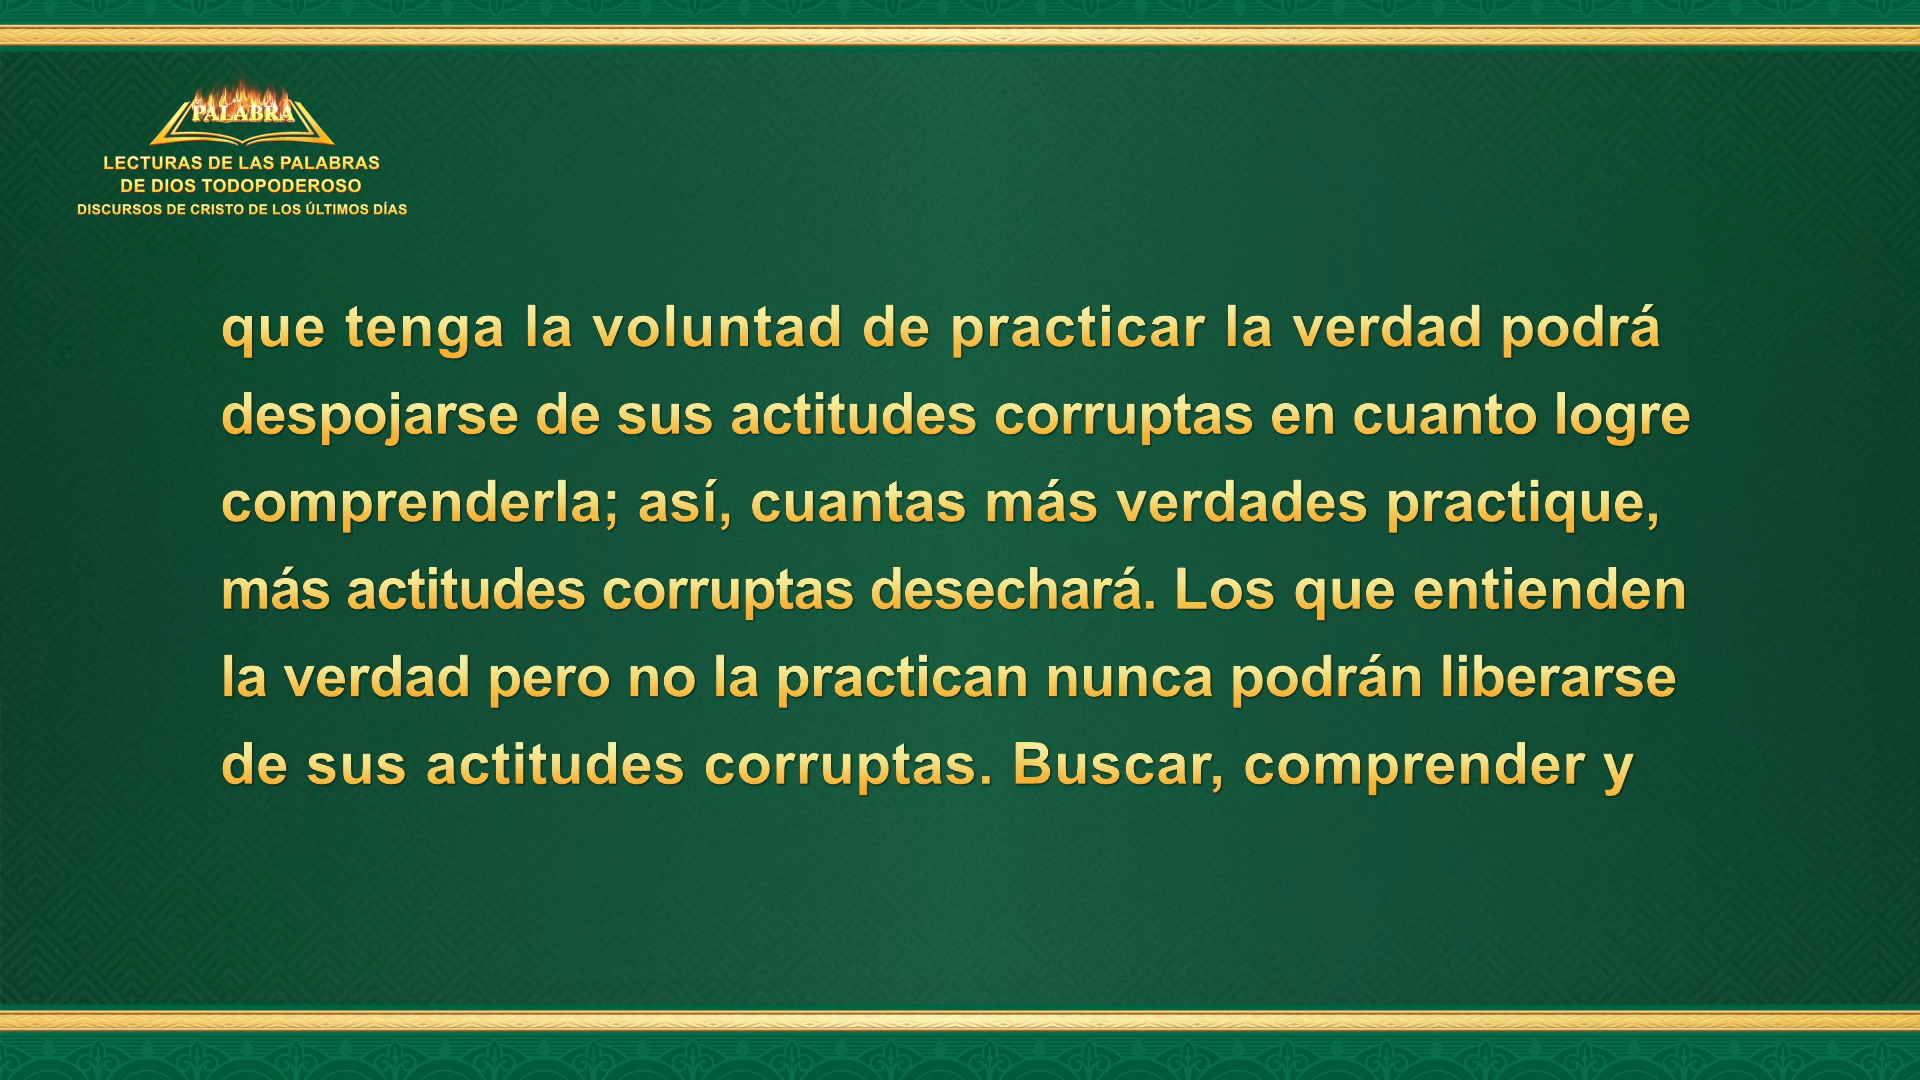 PALABRA
LECTURAS DE LAS PALABRAS
DE DIOS TODOPODEROSO
DISCURSOS DE CRISTO DE LOS ÚLTIMOS DÍAS
que tenga la voluntad de practicar la verdad podrá
despojarse de sus actitudes corruptas en cuanto logre
comprenderla; así, cuantas más verdades practique,
más actitudes corruptas desechará. Los que entienden
la verdad pero no la practican nunca podrán liberarse
de sus actitudes corruptas. Buscar, comprender y